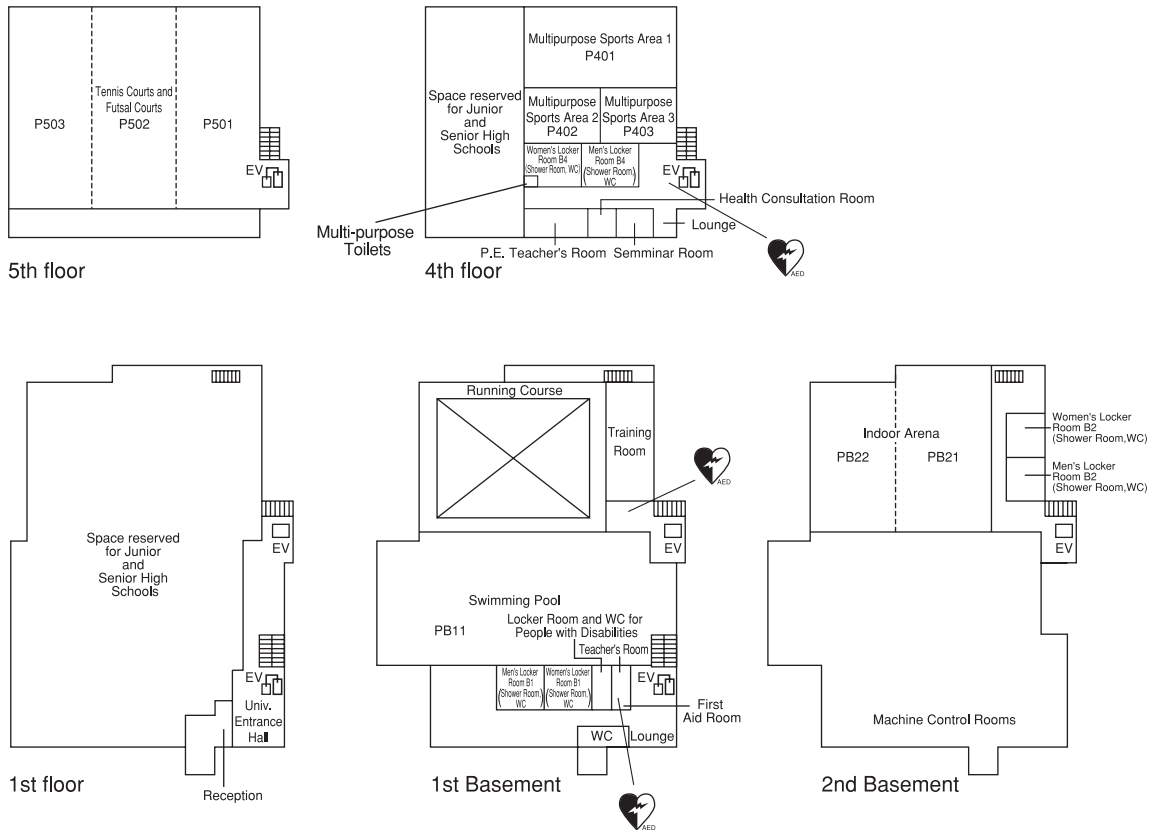 Tennis Courts and
Futsal Courts
P503
P502
P501
EV
5th floor
Multipurpose Sports Area 1
P401
Space reserved
for Junior
and
Senior High
Schools
Multipurpose
Sports Area 2
P402
Multipurpose
Sports Area 3
P403
Women's Locker
Room B4
(Shower Room, WC)
Men's Locker
Room B4
(Shower Room,
WC)
EV
Health Consultation Room
Lounge
Multi-purpose
Toilets
P.E. Teacher's Room
Semminar Room
AED
4th floor
Space reserved
for Junior
and
Senior High
Schools
EV
EV
Univ.
Entrance
Hall
Reception
1st floor
Running Course
Training
Room
AED
EV
Swimming Pool
PB11
Locker Room and WC for
People with Disabilities
Teacher's Room
Men's Locker
Room B1
(Shower Room,
WC)
Women's Locker
Room B1
(Shower Room,
WC)
EV
First
Aid Room
WC
Lounge
AED
1st Basement
Indoor Arena
PB22
PB21
Women's Locker
Room B2
(Shower Room,WC)
Men's Locker
Room B2
(Shower Room,WC)
EV
Machine Control Rooms
2nd Basement